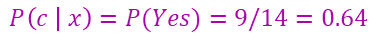 P(c | x) = P(Yes) = 9/14 = 0.64